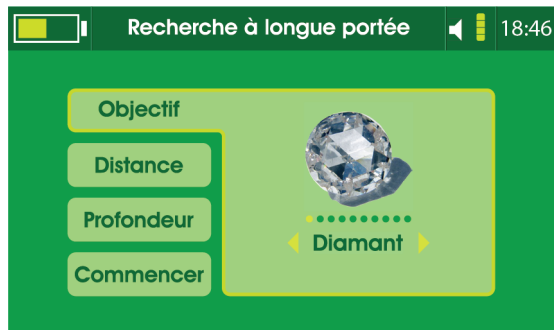 Recherche à longue portée
18:46
Objectif
Distance
Profondeur
Commencer
Diamant